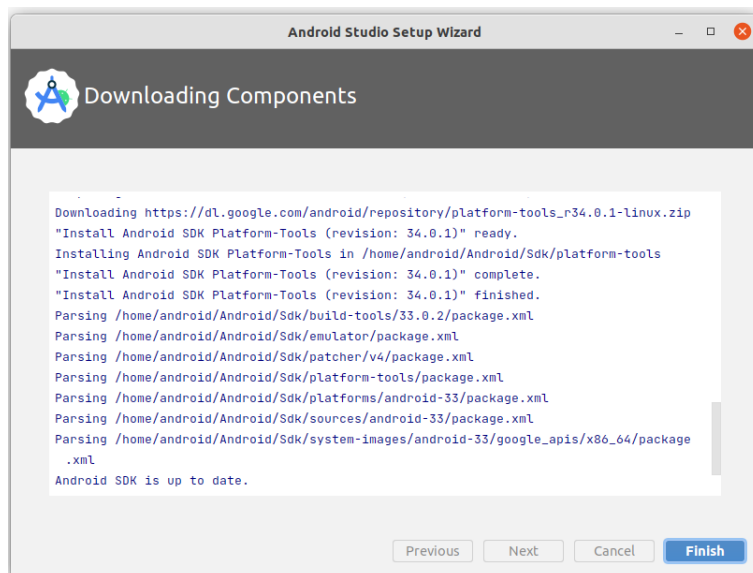 Android Studio Setup Wizard
Downloading Components
Downloading https://dl.google.com/android/repository/platform-tools_r34.0.1-linux.zip
"Install Android SDK Platform-Tools (revision: 34.0.1)" ready.
Installing Android SDK Platform-Tools in /home/android/Android/Sdk/platform-tools
"Install Android SDK Platform-Tools (revision: 34.0.1)" complete.
"Install Android SDK Platform-Tools (revision: 34.0.1)" finished.
Parsing /home/android/Android/Sdk/build-tools/33.0.2/package.xml
Parsing /home/android/Android/Sdk/emulator/package.xml
Parsing /home/android/Android/Sdk/patcher/v4/package.xml
Parsing /home/android/Android/Sdk/platform-tools/package.xml
Parsing /home/android/Android/Sdk/platforms/android-33/package.xml
Parsing /home/android/Android/Sdk/sources/android-33/package.xml
Parsing /home/android/Android/Sdk/system-images/android-33/google_apis/x86_64/package
.xml
Android SDK is up to date.
Previous Next Cancel Finish